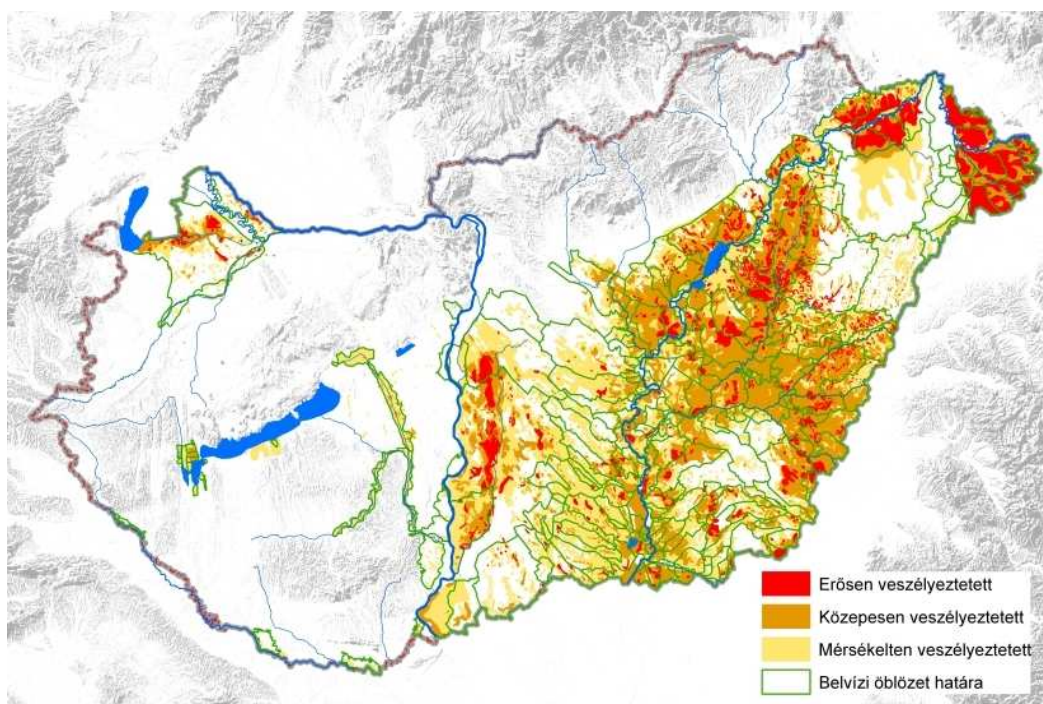 Erősen veszélyeztetett
Közepesen veszélyeztetett
Mérsékelten veszélyeztetett
Belvízi öblözet határa